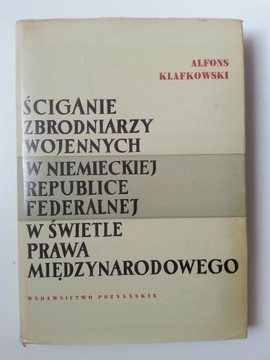 ALFONS
KLAFKOWSKI
ŚCIGANIE
ZBRODNIARZY
WOJENNYCH
W NIEMIECKIEJ
REPUBLICE
FEDERALNEJ
W ŚWIETLE
PRAWA
MIĘDZYNARODOWEGO
WYDAWNICTWO POZNAŃSKIE